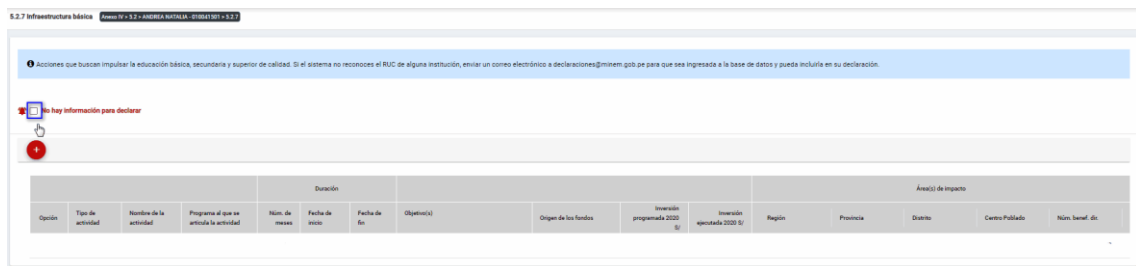 5.2.7 Infraestructura básica Anexo IV > 5.2 > ANDREA NATALIA - 010041501 > 5.2.7
Acciones que buscan impulsar la educación básica, secundaria y superior de calidad. Si el sistema no reconoces el RUC de alguna institución, enviar un correo electrónico a declaraciones@minem.gob.pe para que sea ingresada a la base de datos y pueda incluirla en su declaración.
No hay información para declarar
+
Duración Área(s) de impacto
Opción Tipo de actividad Nombre de la actividad Programa al que se articula la actividad Núm. de meses Fecha de inicio Fecha de fin Objetivo(s) Origen de los fondos Inversión programada 2020 S/ Inversión ejecutada 2020 S/ Región Provincia Distrito Centro Poblado Núm. benef. dir.